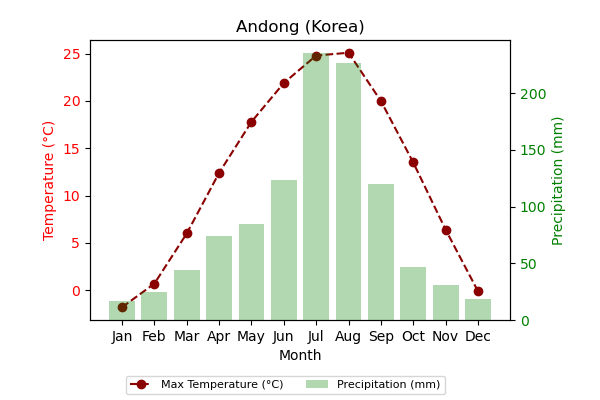 Andong (Korea)
Temperature (°C)
25
20
15
10
5
0
Precipitation (mm)
200
150
100
50
0
Jan Feb Mar Apr May Jun Jul Aug Sep Oct Nov Dec
Month
Max Temperature (°C) Precipitation (mm)